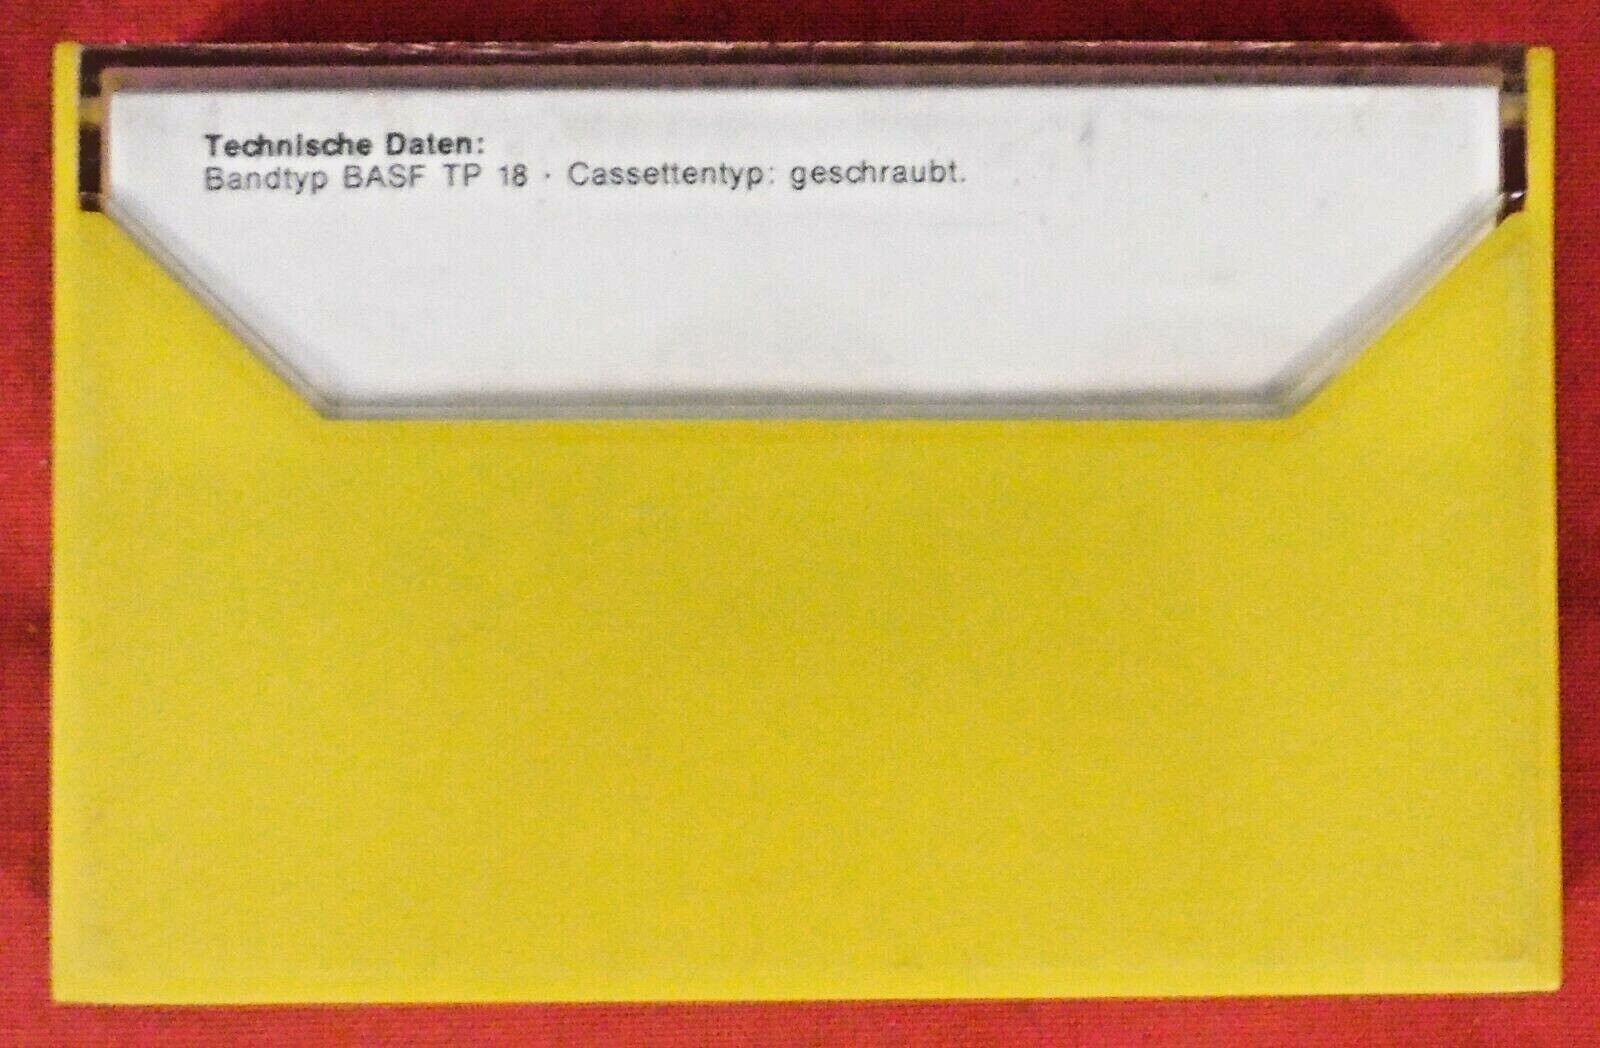 Technische Daten:
Bandtyp BASF TP 18 · Cassettentyp: geschraubt.